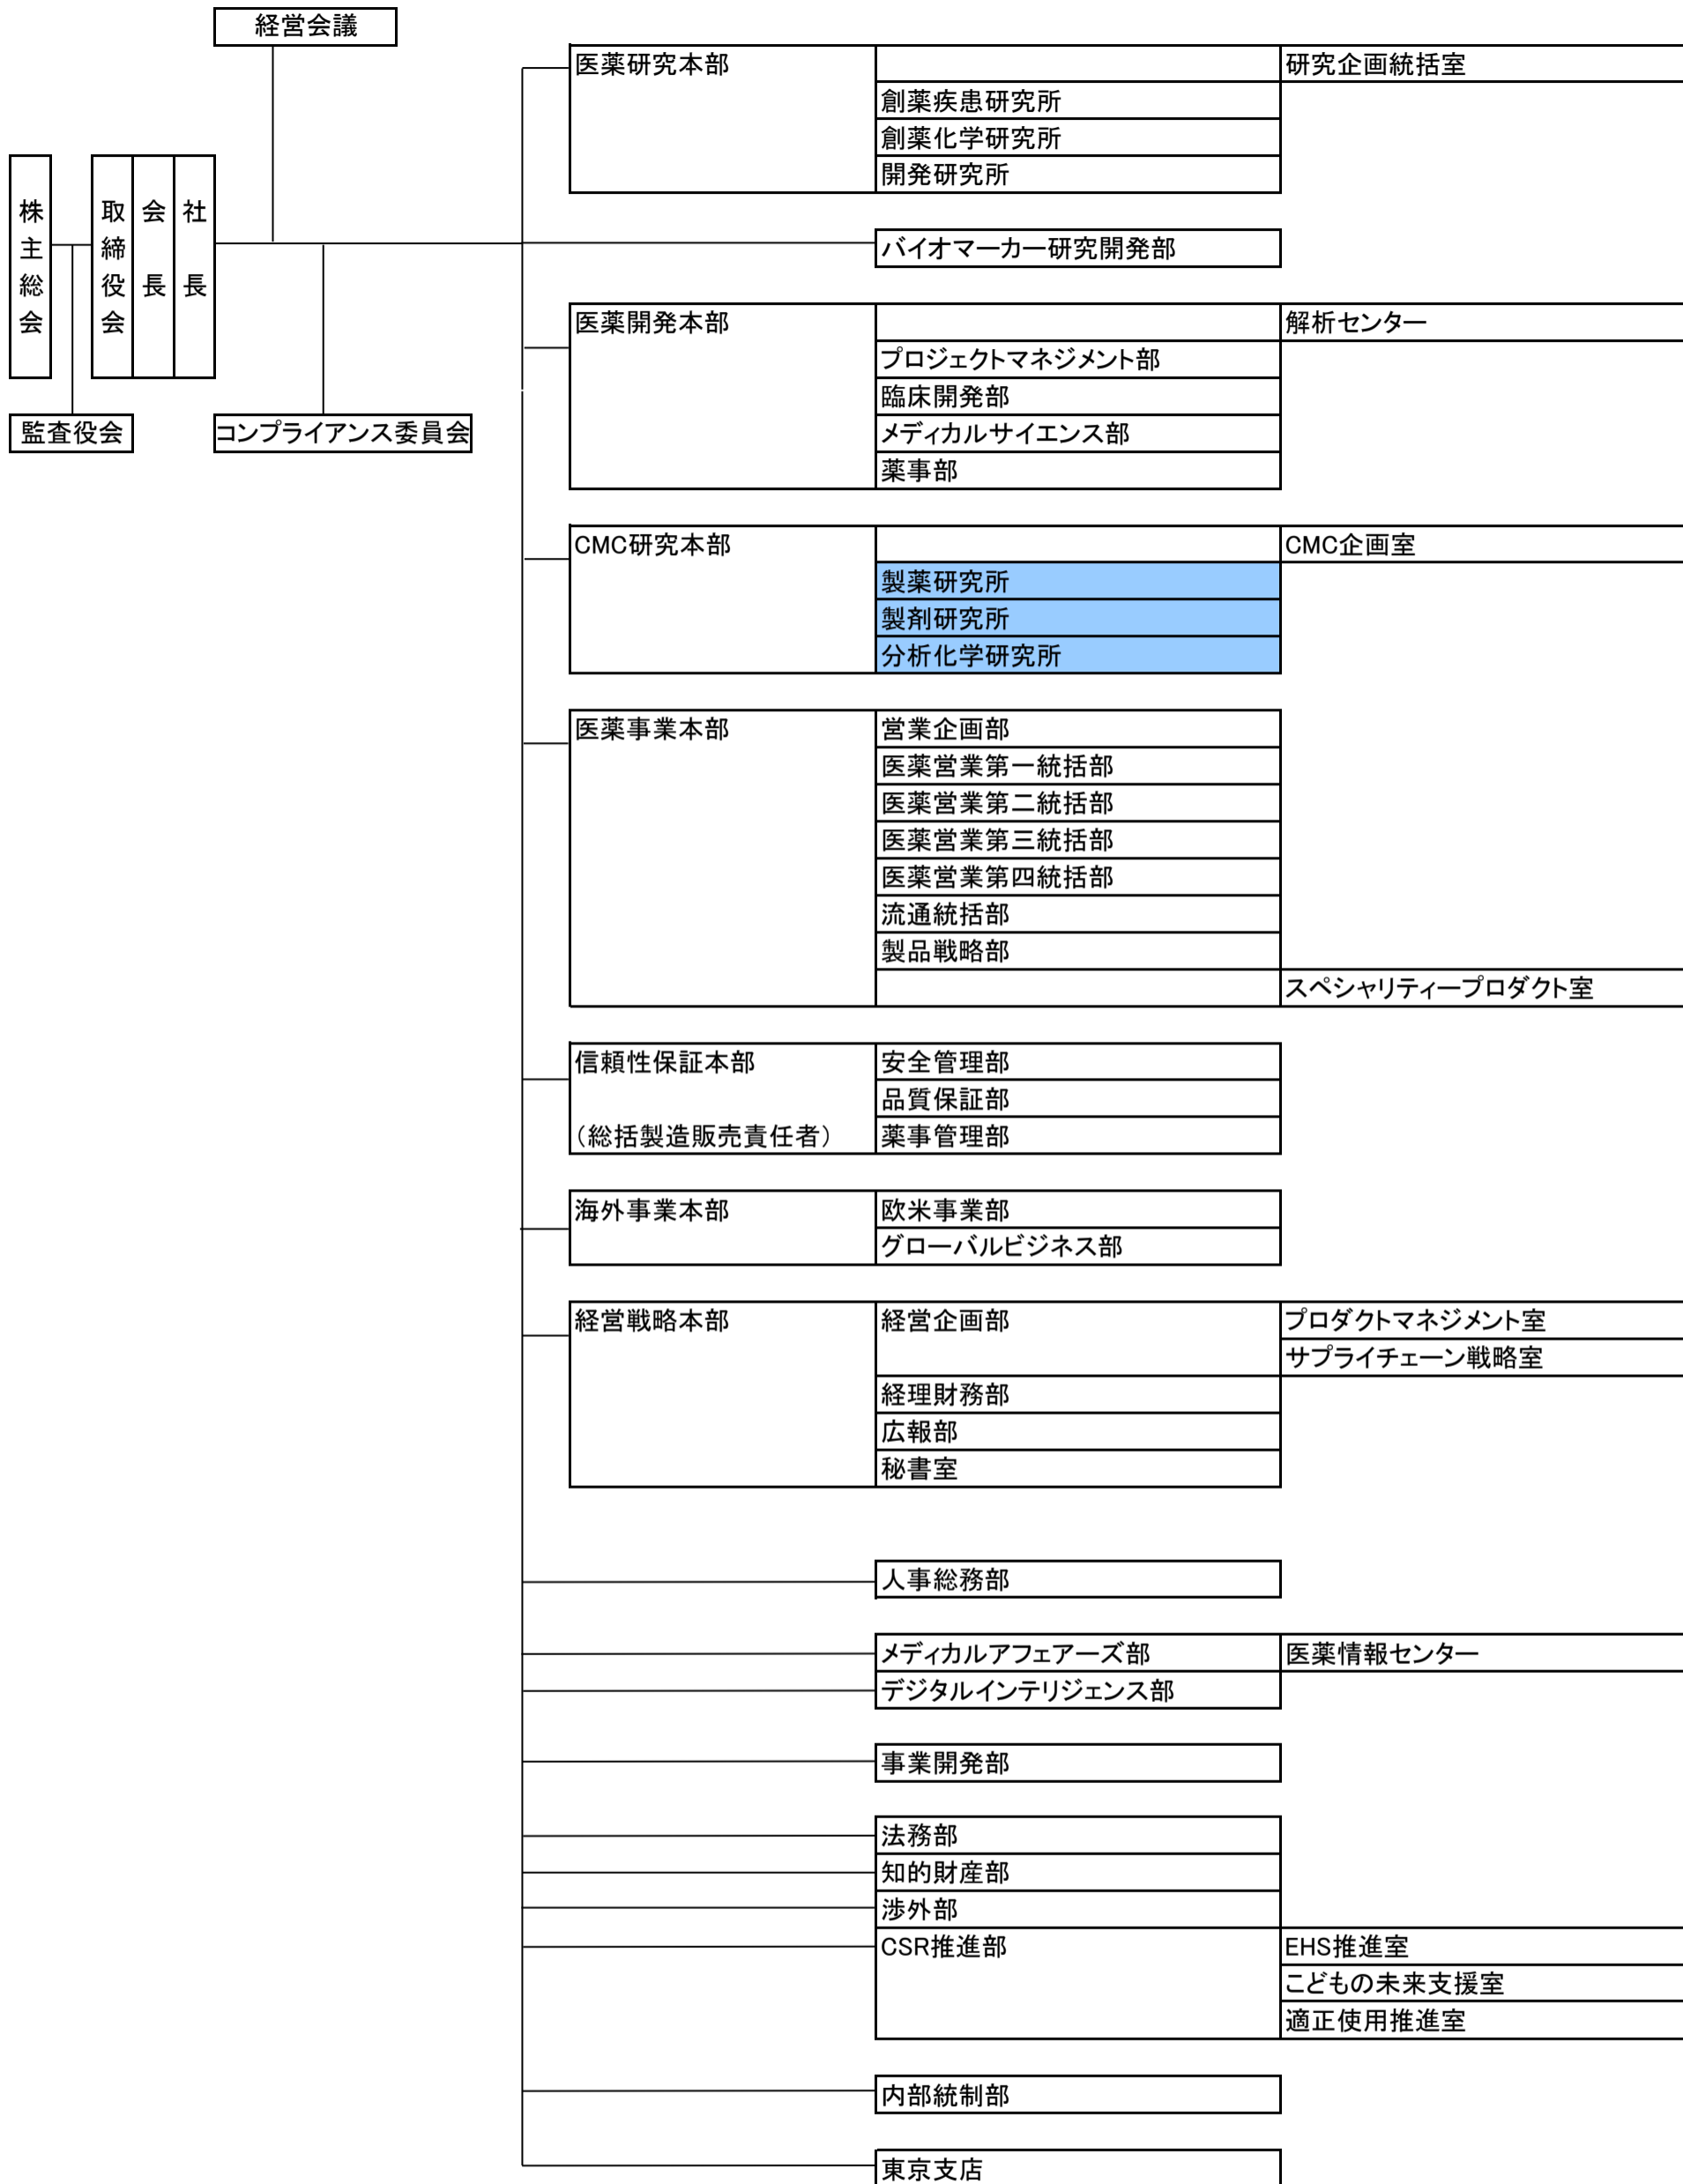 経営会議
株主総会
取締役会
会長
社長
監査役会
コンプライアンス委員会
医薬研究本部
研究企画統括室
創薬疾患研究所
創薬化学研究所
開発研究所
バイオマーカー研究開発部
医薬開発本部
解析センター
プロジェクトマネジメント部
臨床開発部
メディカルサイエンス部
薬事部
CMC研究本部
CMC企画室
製薬研究所
製剤研究所
分析化学研究所
医薬事業本部
営業企画部
医薬営業第一統括部
医薬営業第二統括部
医薬営業第三統括部
医薬営業第四統括部
流通統括部
製品戦略部
スペシャリティープロダクト室
信頼性保証本部
（総括製造販売責任者）
安全管理部
品質保証部
薬事管理部
海外事業本部
欧米事業部
グローバルビジネス部
経営戦略本部
経営企画部
プロダクトマネジメント室
サプライチェーン戦略室
経理財務部
広報部
秘書室
人事総務部
メディカルアフェアーズ部
医薬情報センター
デジタルインテリジェンス部
事業開発部
法務部
知的財産部
渉外部
CSR推進部
EHS推進室
こどもの未来支援室
適正使用推進室
内部統制部
東京支店